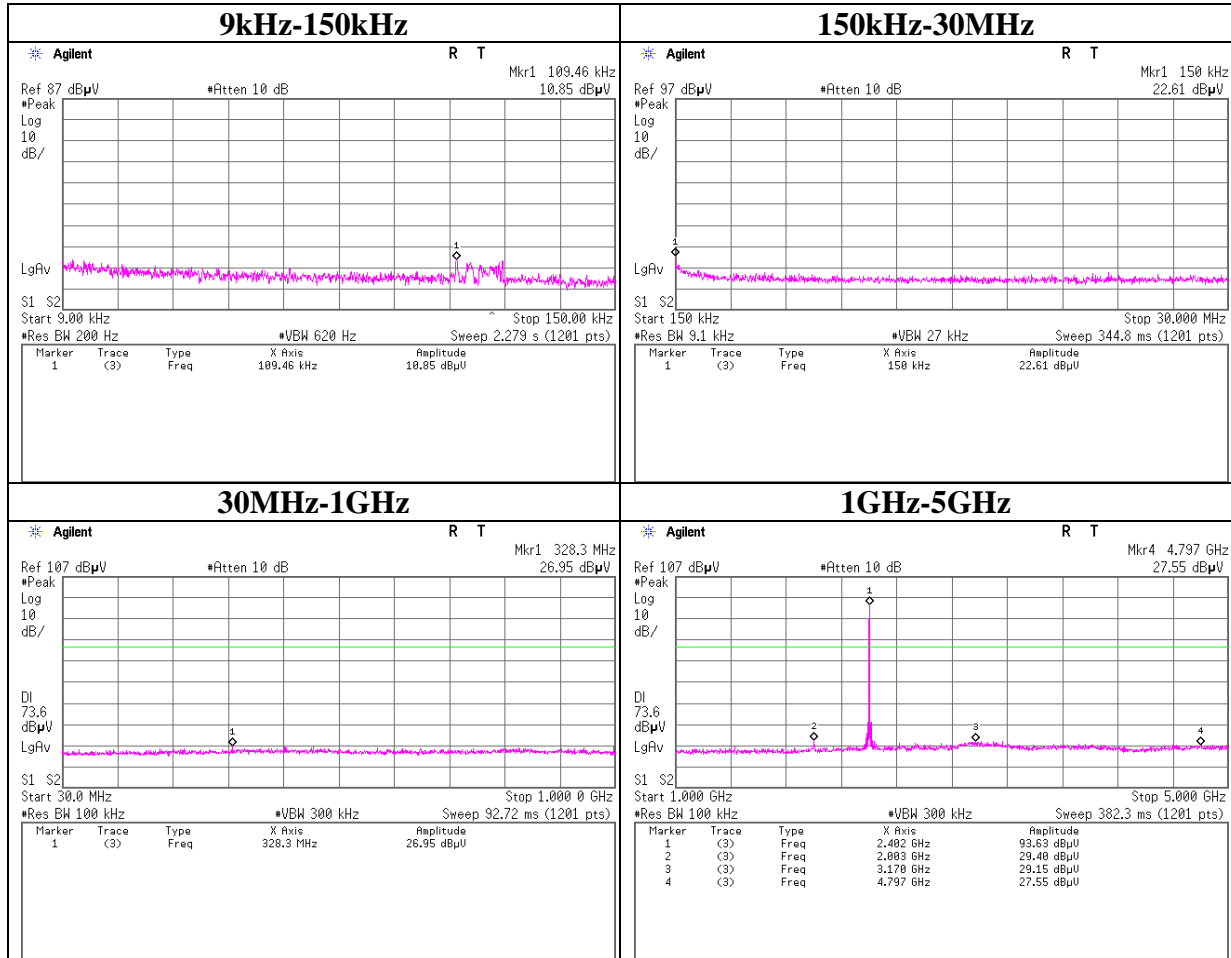 9kHz-150kHz
Agilent R T
Mkr1 109.46 kHz
Ref 87 dBµV #Atten 10 dB 10.85 dBµV
#Peak
Log
10
dB/
1
LgAv
S1 S2
Start 9.00 kHz ^ Stop 150.00 kHz
#Res BW 200 Hz #VBW 620 Hz Sweep 2.279 s (1201 pts)
Marker Trace Type X Axis Amplitude
1 (3) Freq 109.46 kHz 10.85 dBµV
150kHz-30MHz
Agilent R T
Mkr1 150 kHz
Ref 97 dBµV #Atten 10 dB 22.61 dBµV
#Peak
Log
10
dB/
1
LgAv
S1 S2
Start 150 kHz Stop 30.000 MHz
#Res BW 9.1 kHz #VBW 27 kHz Sweep 344.8 ms (1201 pts)
Marker Trace Type X Axis Amplitude
1 (3) Freq 150 kHz 22.61 dBµV
30MHz-1GHz
Agilent R T
Mkr1 328.3 MHz
Ref 107 dBµV #Atten 10 dB 26.95 dBµV
#Peak
Log
10
dB/
DI
73.6
dBµV
1
LgAv
S1 S2
Start 30.0 MHz Stop 1.000 0 GHz
#Res BW 100 kHz #VBW 300 kHz Sweep 92.72 ms (1201 pts)
Marker Trace Type X Axis Amplitude
1 (3) Freq 328.3 MHz 26.95 dBµV
1GHz-5GHz
Agilent R T
Mkr4 4.797 GHz
Ref 107 dBµV #Atten 10 dB 27.55 dBµV
#Peak
1
Log
10
dB/
DI
73.6
dBµV
2 3 4
LgAv
S1 S2
Start 1.000 GHz Stop 5.000 GHz
#Res BW 100 kHz #VBW 300 kHz Sweep 382.3 ms (1201 pts)
Marker Trace Type X Axis Amplitude
1 (3) Freq 2.402 GHz 93.63 dBµV
2 (3) Freq 2.003 GHz 29.40 dBµV
3 (3) Freq 3.170 GHz 29.15 dBµV
4 (3) Freq 4.797 GHz 27.55 dBµV